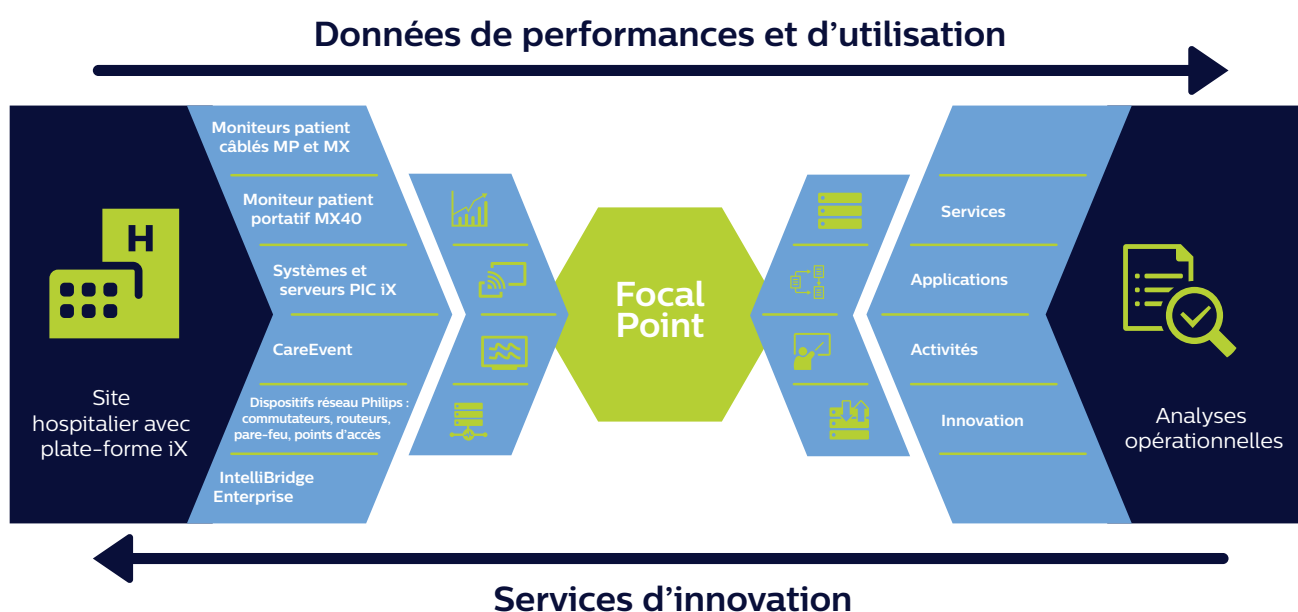 Données de performances et d’utilisation
H
Site
hospitalier avec
plate-forme iX
Moniteurs patient
câblés MP et MX
Moniteur patient
portatif MX40
Systèmes et
serveurs PIC iX
CareEvent
Dispositifs réseau Philips :
commutateurs, routeurs,
pare-feu, points d’accès
IntelliBridge
Enterprise
Focal
Point
Services
Applications
Activités
Innovation
Analyses
opérationnelles
Services d’innovation